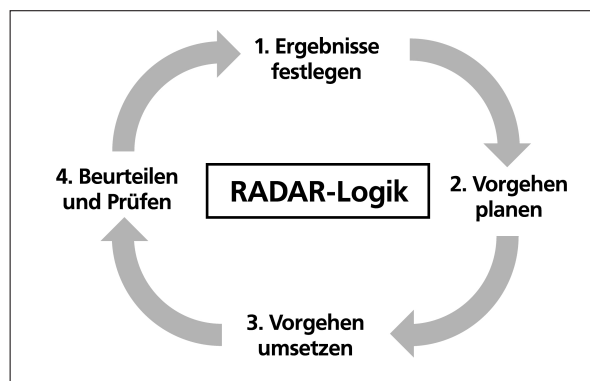 1. Ergebnisse
festlegen
2. Vorgehen
planen
3. Vorgehen
umsetzen
4. Beurteilen
und Prüfen
RADAR-Logik